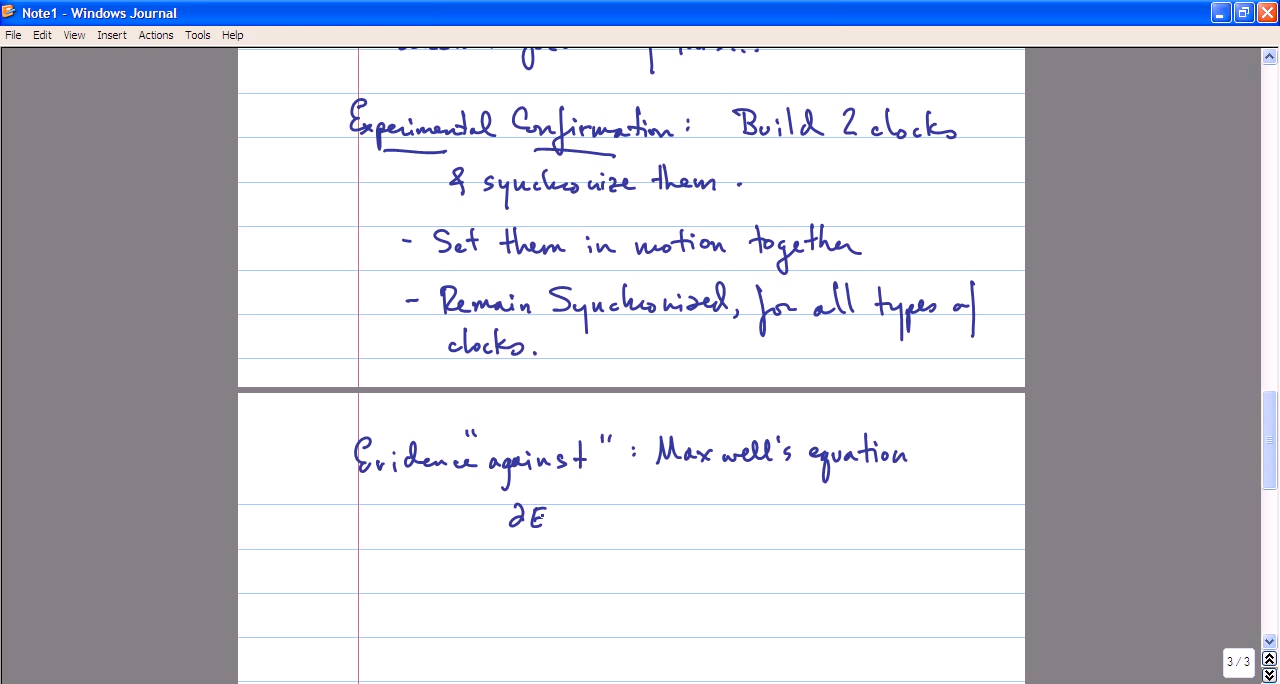 Note1 - Windows Journal
File Edit View Insert Actions Tools Help
Experimental Confirmation: Build 2 clocks
& synchronize them.
- Set them in motion together
- Remain Synchronized, for all types of
clocks.
Evidence "against": Maxwell's equation
∂E
3 / 3